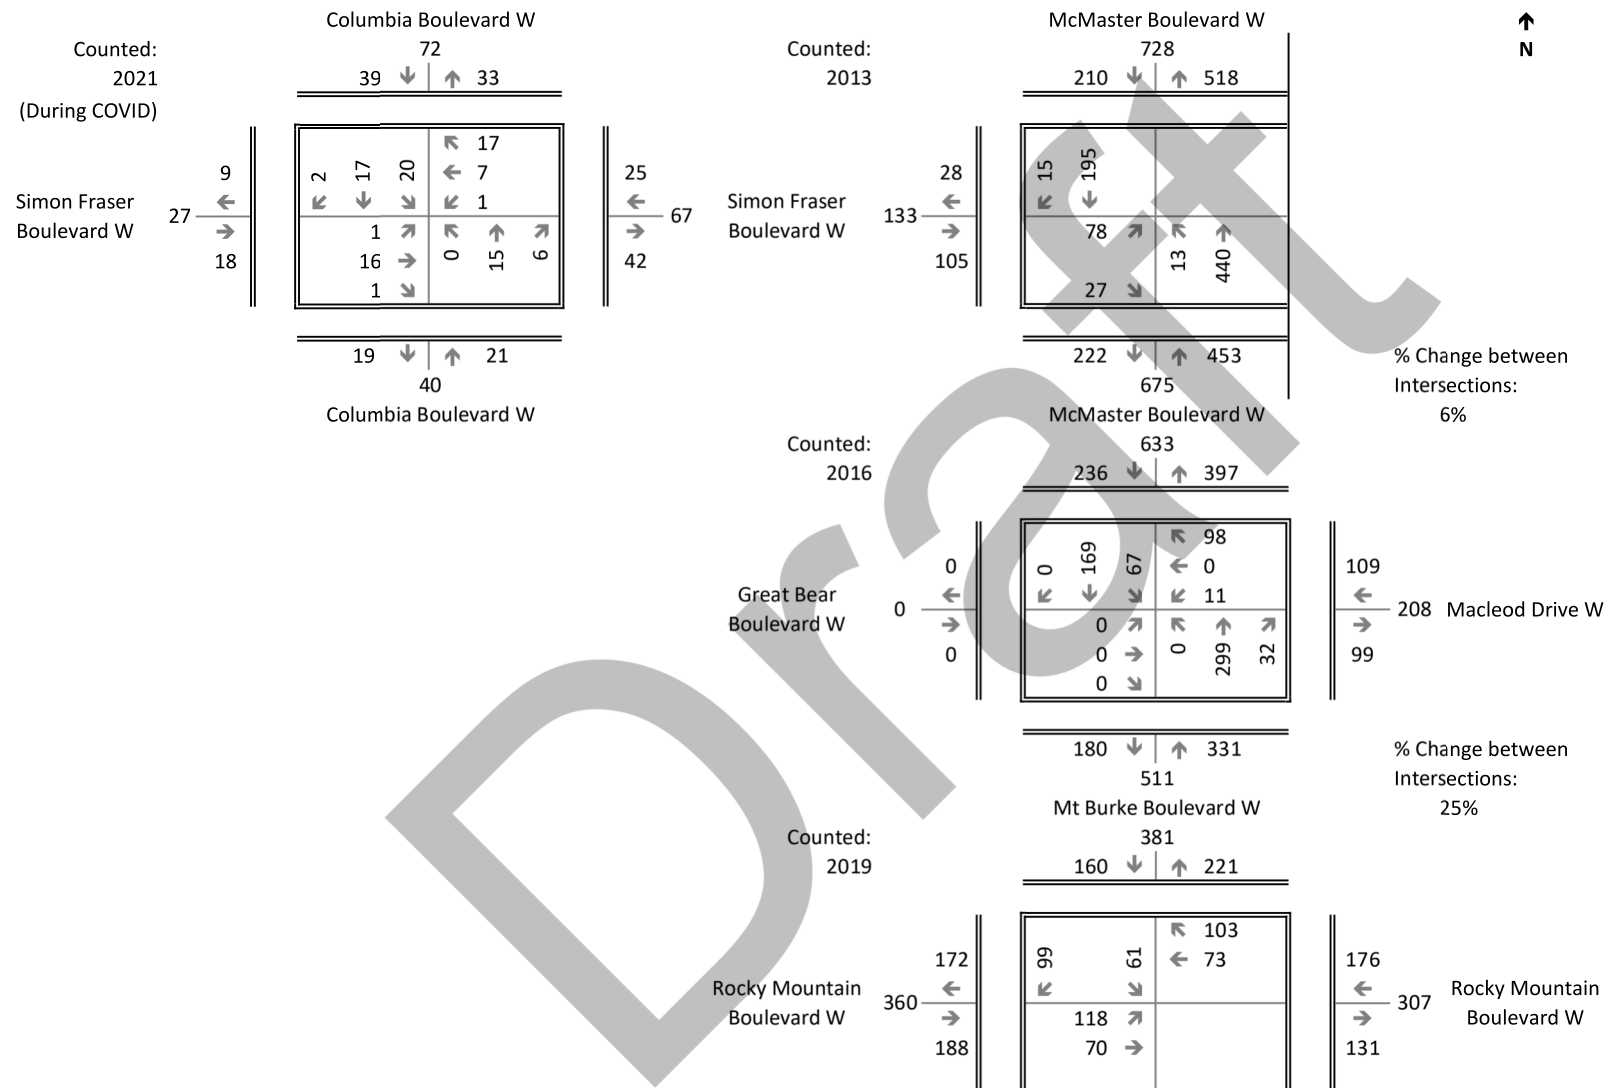 Columbia Boulevard W
Counted:
72
2021
39 33
(During COVID)
17
2 17 20
7
9
1
25
Simon Fraser
Boulevard W
27
67
1
0 15 6
18
16
42
1
19 21
40
Columbia Boulevard W
McMaster Boulevard W
N
Counted:
728
2013
210 518
15 195
28
Simon Fraser
Boulevard W
133
78
13 440
105
27
222 453
675
McMaster Boulevard W
% Change between
Intersections:
6%
Counted:
633
2016
236 397
98
0 169 67
0
0
11
109
Great Bear
Boulevard W
0
208 Macleod Drive W
0
0 299 32
0
0
99
0
180 331
511
Mt Burke Boulevard W
% Change between
Intersections:
25%
Counted:
381
2019
160 221
103
99 61
73
172
176
Rocky Mountain
Boulevard W
360
307
Rocky Mountain
Boulevard W
118
188
70
131
Draft